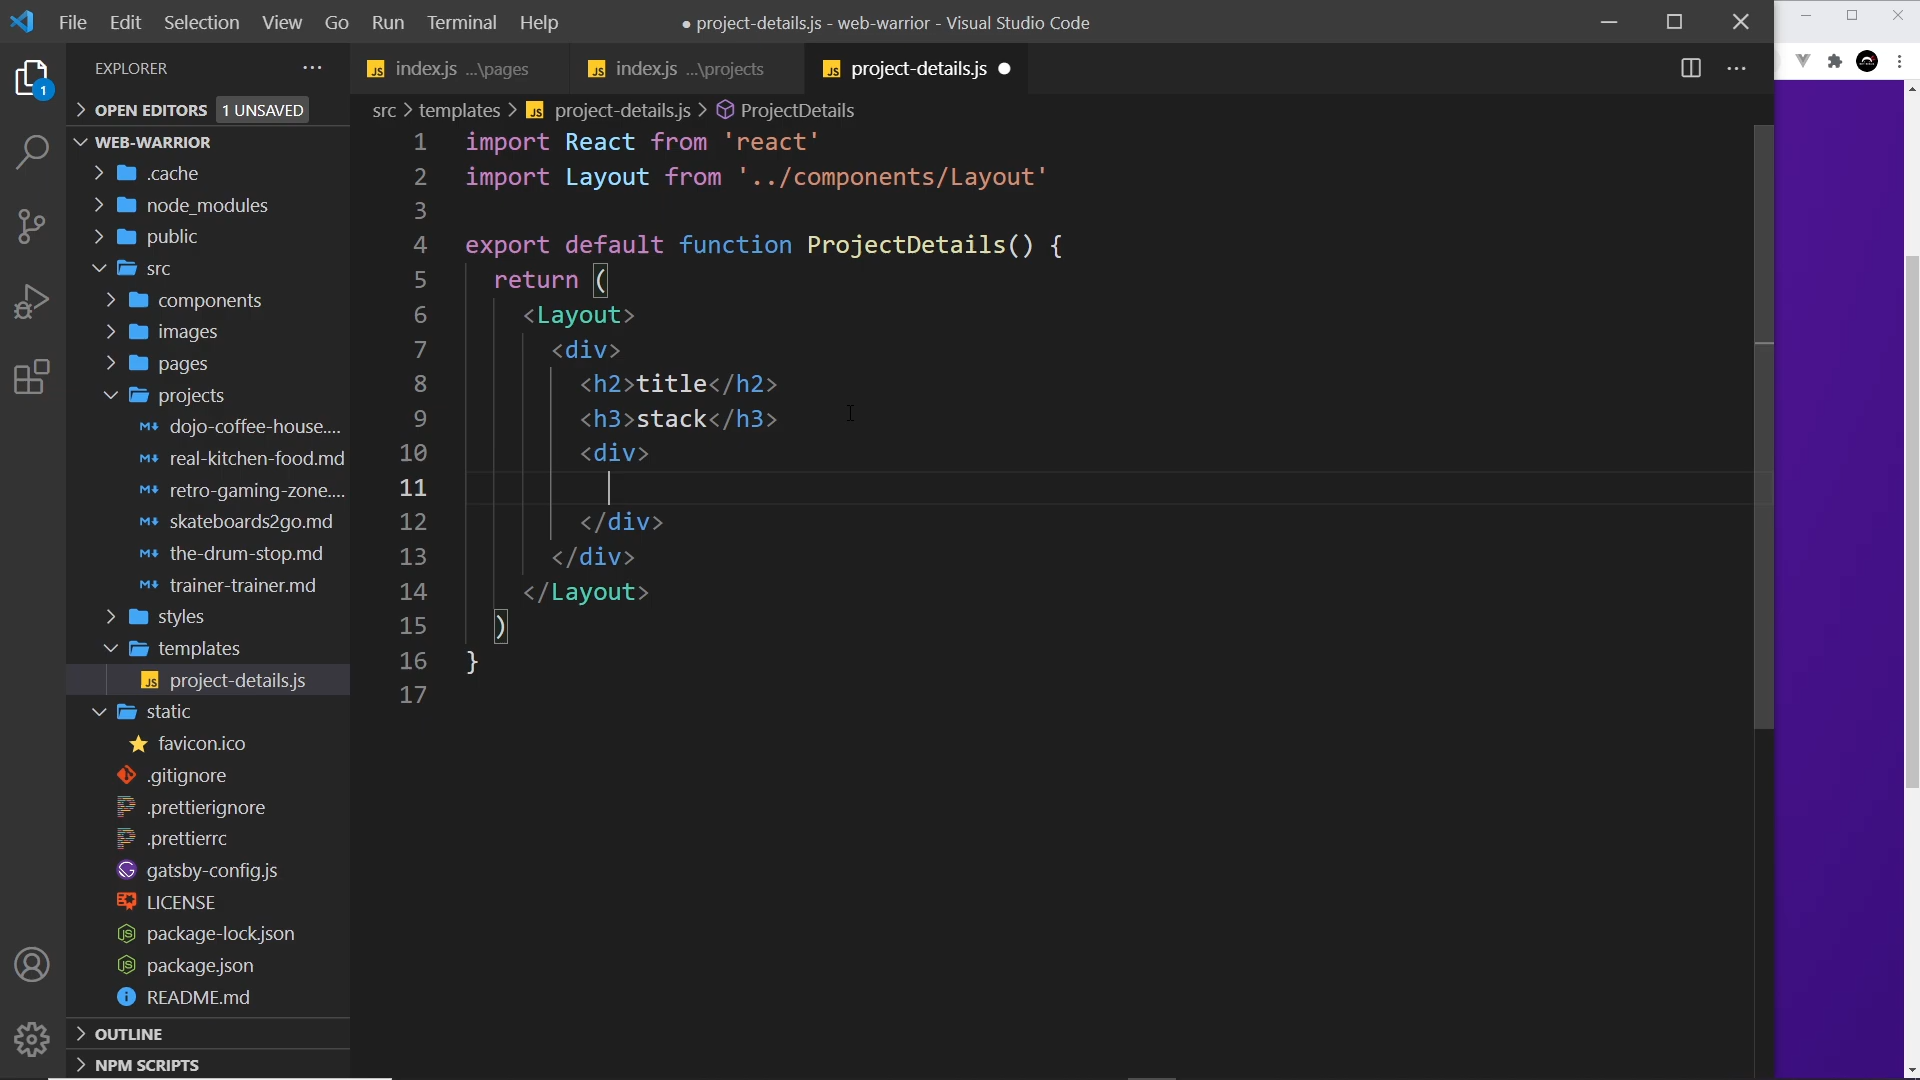 File Edit Selection View Go Run Terminal Help
● project-details.js - web-warrior - Visual Studio Code
EXPLORER
OPEN EDITORS 1 UNSAVED
WEB-WARRIOR
.cache
node_modules
public
src
components
images
pages
projects
dojo-coffee-house....
real-kitchen-food.md
retro-gaming-zone....
skateboards2go.md
the-drum-stop.md
trainer-trainer.md
styles
templates
project-details.js
static
favicon.ico
.gitignore
.prettierignore
.prettierrc
gatsby-config.js
LICENSE
package-lock.json
package.json
README.md
OUTLINE
NPM SCRIPTS
1
index.js ...\pages
index.js ...\projects
project-details.js
src > templates > project-details.js > ProjectDetails
1 import React from 'react'
2 import Layout from '../components/Layout'
3
4 export default function ProjectDetails() {
5 return (
6 <Layout>
7 <div>
8 <h2>title</h2>
9 <h3>stack</h3>
10 <div>
11
12 </div>
13 </div>
14 </Layout>
15 )
16 }
17